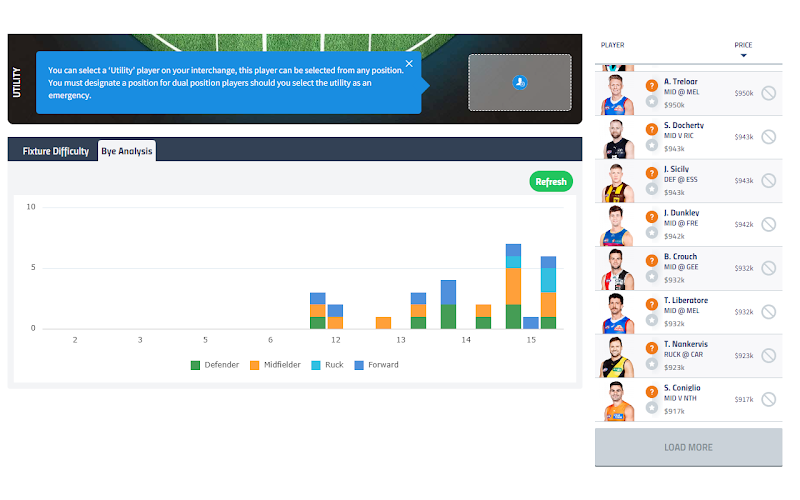 UTILITY
You can select a 'Utility' player on your interchange, this player can be selected from any position.
You must designate a position for dual position players should you select the utility as an
emergency.
Fixture Difficulty
Bye Analysis
Refresh
10
5
0
2 3 5 6 12 13 14 15
Defender Midfielder Ruck Forward
PLAYER PRICE
A. Treloar
MID @ MEL
$950k
$950k
S. Docherty
MID V RIC
$943k
$943k
J. Sicily
DEF @ ESS
$943k
$943k
J. Dunkley
MID @ FRE
$942k
$942k
B. Crouch
MID @ GEE
$932k
$932k
T. Liberatore
MID @ MEL
$932k
$932k
T. Nankervis
RUCK @ CAR
$923k
$923k
S. Coniglio
MID V NTH
$917k
$917k
LOAD MORE